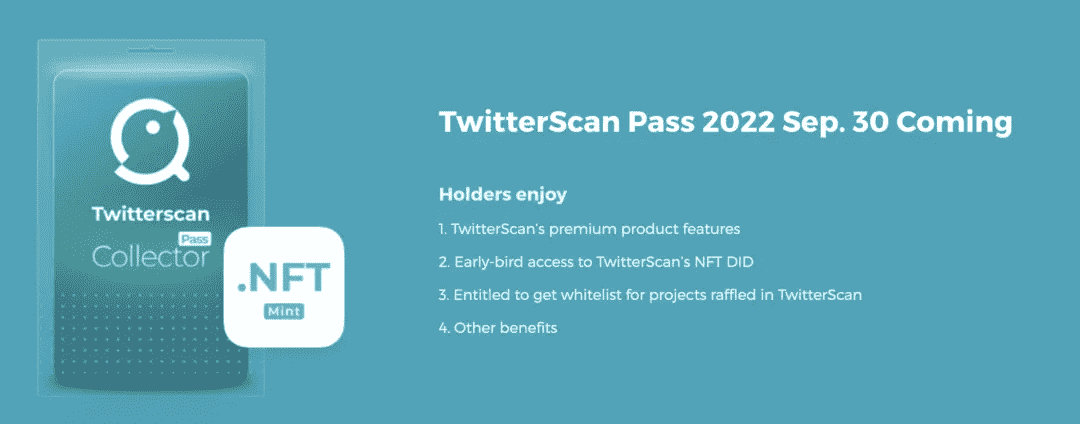 Twitterscan
Pass
Collector
.NFT
Mint
TwitterScan Pass 2022 Sep. 30 Coming
Holders enjoy
1. TwitterScan's premium product features
2. Early-bird access to TwitterScan's NFT DID
3. Entitled to get whitelist for projects raffled in TwitterScan
4. Other benefits